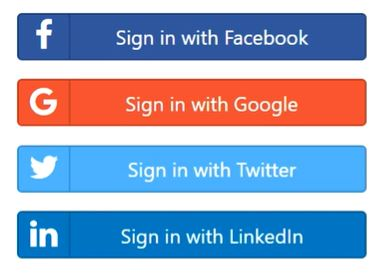 f Sign in with Facebook
G Sign in with Google
Sign in with Twitter
in Sign in with LinkedIn